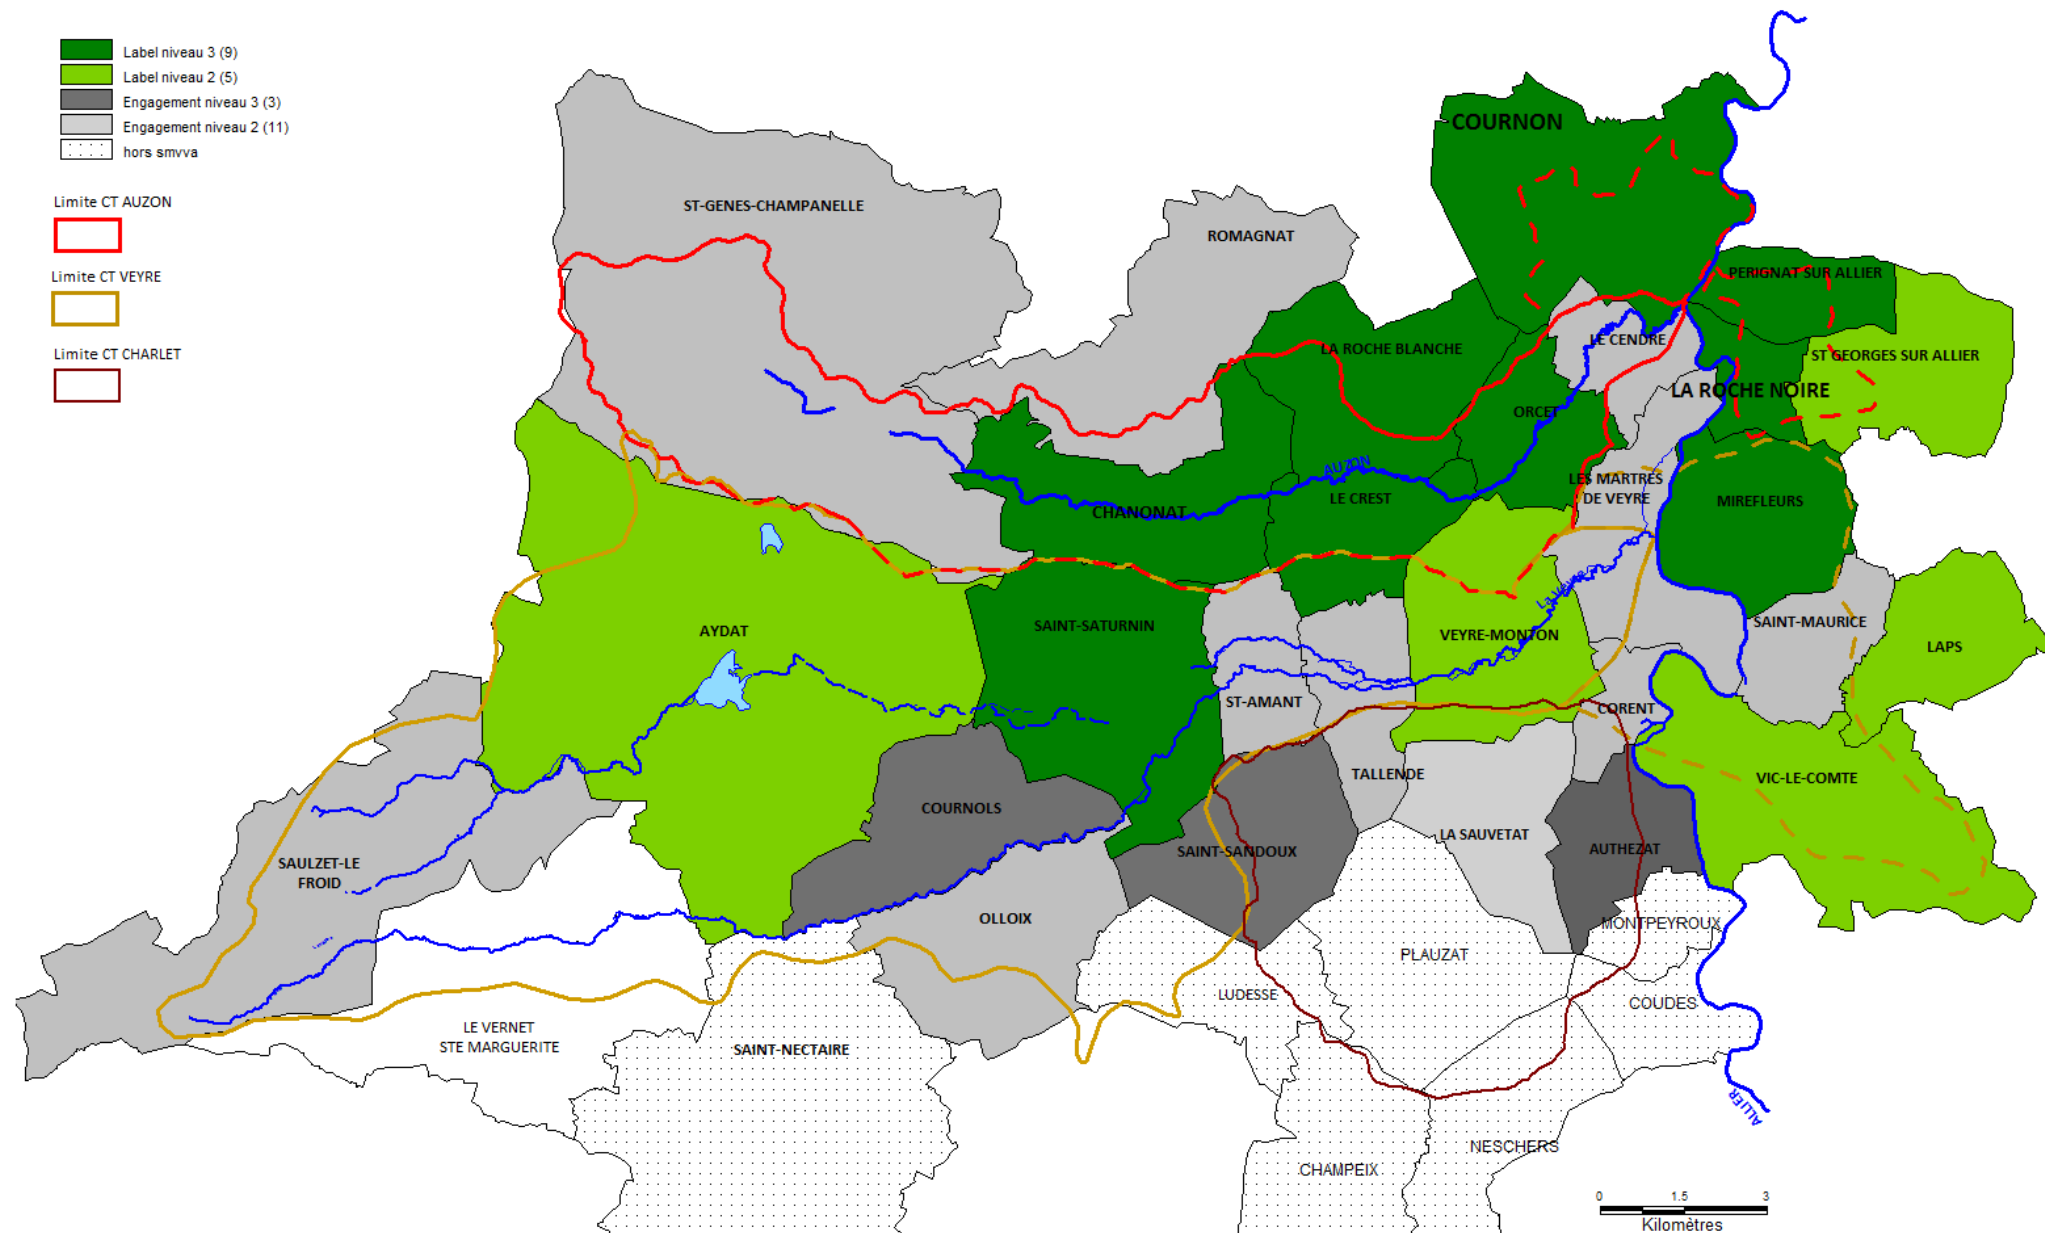 Label niveau 3 (9)
Label niveau 2 (5)
Engagement niveau 3 (3)
Engagement niveau 2 (11)
hors smvva
Limite CT AUZON
Limite CT VEYRE
Limite CT CHARLET
COURNON
ST-GENES-CHAMPANELLE
ROMAGNAT
PERIGNAT SUR ALLIER
LE CENDRE
LA ROCHE BLANCHE
ST GEORGES SUR ALLIER
LA ROCHE NOIRE
ORCET
AUZON
LES MARTRES
DE VEYRE
LE CREST
MIREFLEURS
CHANONAT
La Veyre
SAINT-MAURICE
SAINT-SATURNIN
AYDAT
VEYRE-MONTON
LAPS
ST-AMANT
CORENT
TALLENDE
VIC-LE-COMTE
COURNOLS
LA SAUVETAT
SAINT-SANDOUX
AUTHEZAT
SAULZET-LE
FROID
OLLOIX
MONTPEYROUX
PLAUZAT
LUDESSE
COUDES
LE VERNET
STE MARGUERITE
SAINT-NECTAIRE
ALLIER
NESCHERS
CHAMPEIX
0 1.5 3
Kilomètres